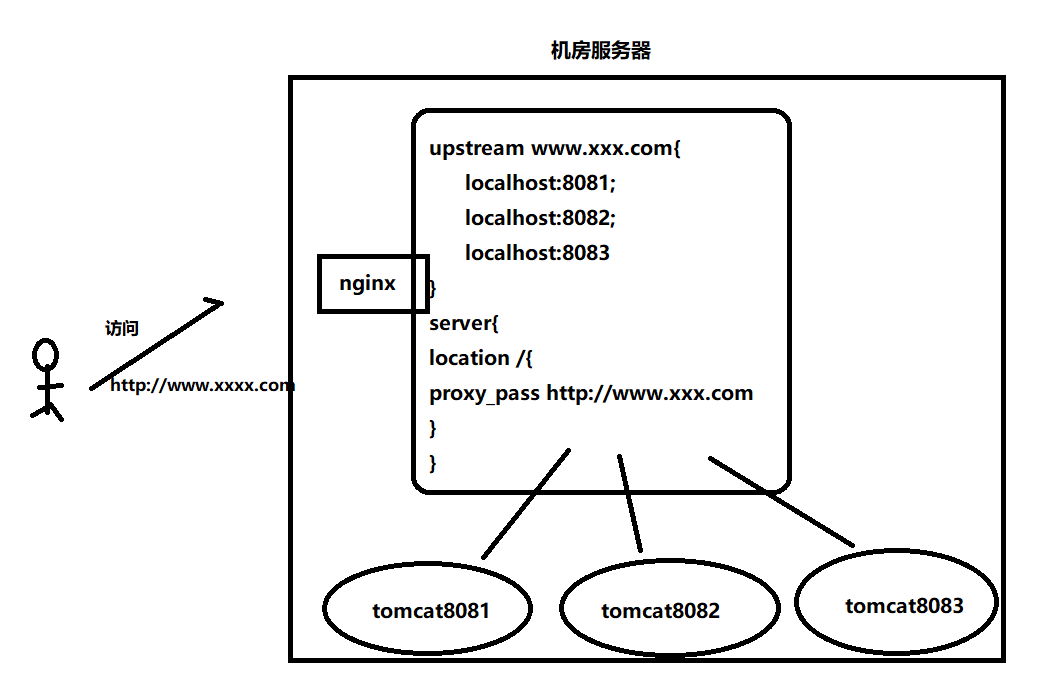 机房服务器
upstream www.xxx.com{
localhost:8081;
localhost:8082;
localhost:8083
}
nginx
server{
location /{
proxy_pass http://www.xxx.com
}
}
访问
http://www.xxxx.com
tomcat8081
tomcat8082
tomcat8083